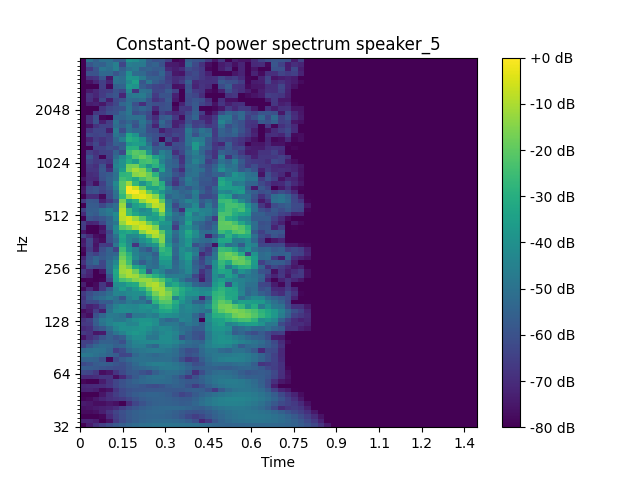 Constant-Q power spectrum speaker_5
Hz
2048
1024
512
256
128
64
32
0 0.15 0.3 0.45 0.6 0.75 0.9 1.1 1.2 1.4
Time
+0 dB
-10 dB
-20 dB
-30 dB
-40 dB
-50 dB
-60 dB
-70 dB
-80 dB